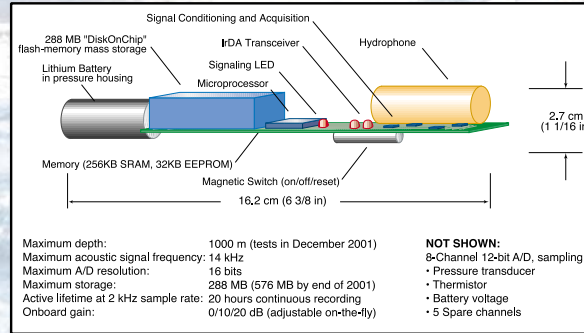 Signal Conditioning and Acquisition
288 MB "DiskOnChip"
flash-memory mass storage
IrDA Transceiver
Hydrophone
Lithium Battery
in pressure housing
Signaling LED
Microprocessor
2.7 cm
(1 1/16 in
Memory (256KB SRAM, 32KB EEPROM)
Magnetic Switch (on/off/reset)
16.2 cm (6 3/8 in)
Maximum depth: 1000 m (tests in December 2001)
Maximum acoustic signal frequency: 14 kHz
Maximum A/D resolution: 16 bits
Maximum storage: 288 MB (576 MB by end of 2001)
Active lifetime at 2 kHz sample rate: 20 hours continuous recording
Onboard gain: 0/10/20 dB (adjustable on-the-fly)
NOT SHOWN:
8-Channel 12-bit A/D, sampling
• Pressure transducer
• Thermistor
• Battery voltage
• 5 Spare channels